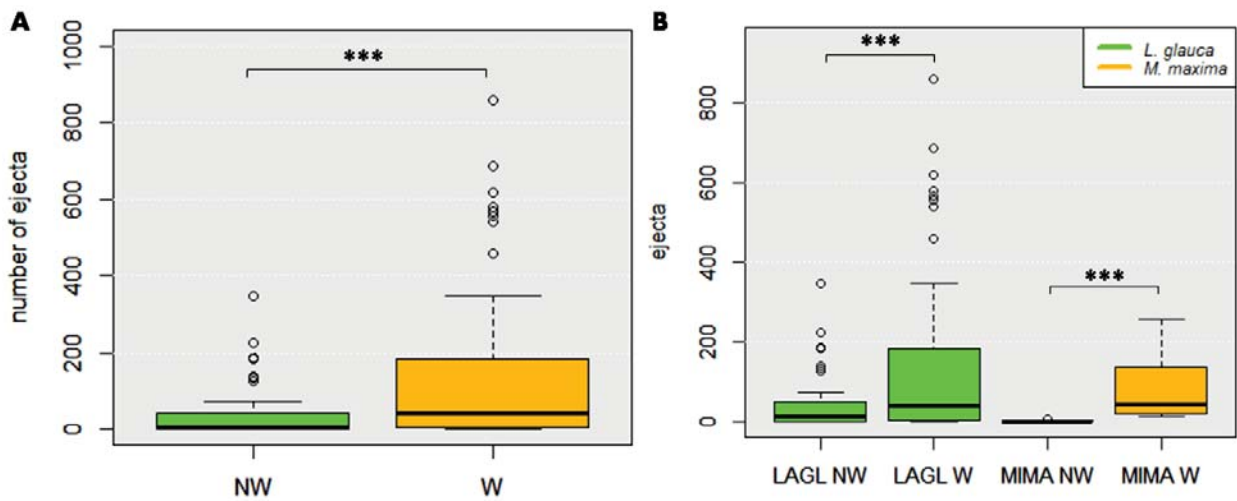 A
number of ejecta
1000
800
600
400
200
0
***
NW
W
B
ejecta
800
600
400
200
0
***
***
L. glauca
M. maxima
LAGL NW
LAGL W
MIMA NW
MIMA W